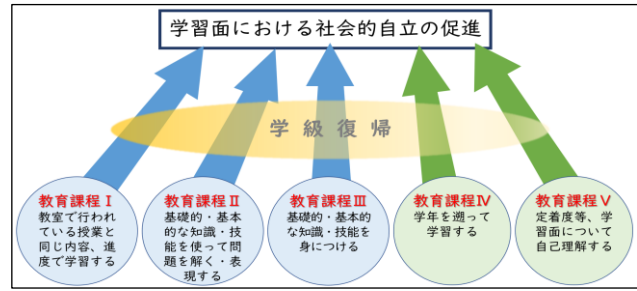 学習面における社会的自立の促進
学級復帰
教育課程Ⅰ
教室で行われ
ている授業と
同じ内容、進
度で学習する
教育課程Ⅱ
基礎的・基本
的な知識・技
能を使って問
題を解く・表
現する
教育課程Ⅲ
基礎的・基本的
な知識・技能を
身につける
教育課程Ⅳ
学年を遡って
学習する
教育課程Ⅴ
定着度等、学
習面について
自己理解する